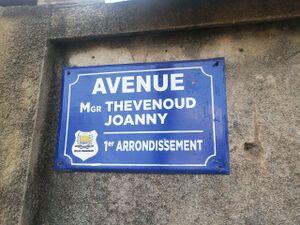 AVENUE
MGR THEVENOUD
JOANNY
1er ARRONDISSEMENT